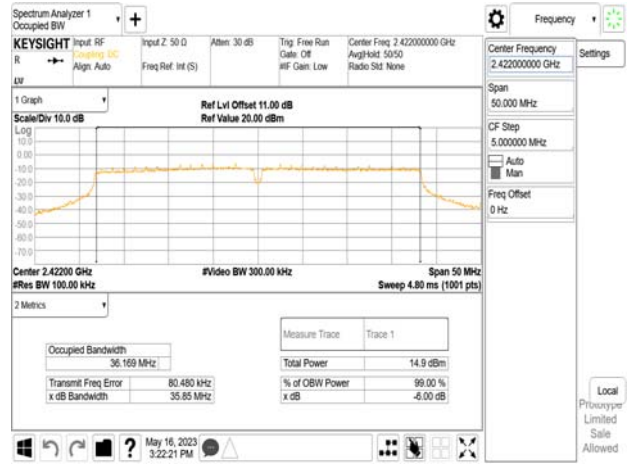 Spectrum Analyzer 1
Occupied BW
+
Frequency
KEYSIGHT
Input: RF
Coupling: DC
Align: Auto
Input Z: 50 Ω
Freq Ref: Int (S)
Atten: 30 dB
Trig: Free Run
Gate: Off
#IF Gain: Low
Center Freq: 2.422000000 GHz
Avg|Hold: 50/50
Radio Std: None
R
LV
Center Frequency
2.422000000 GHz
Settings
Span
50.000 MHz
CF Step
5.000000 MHz
Auto
Man
Freq Offset
0 Hz
1 Graph
Scale/Div 10.0 dB
Ref Lvl Offset 11.00 dB
Ref Value 20.00 dBm
Log
10.0
0.00
-10.0
-20.0
-30.0
-40.0
-50.0
-60.0
-70.0
Center 2.42200 GHz
#Res BW 100.00 kHz
#Video BW 300.00 kHz
Span 50 MHz
Sweep 4.80 ms (1001 pts)
2 Metrics
Measure Trace
Trace 1
Occupied Bandwidth
36.169 MHz
Total Power
14.9 dBm
Transmit Freq Error
80.480 kHz
% of OBW Power
99.00 %
x dB Bandwidth
35.85 MHz
x dB
-6.00 dB
Local
Prototype
Limited
Sale
Allowed
?
May 16, 2023
3:22:21 PM